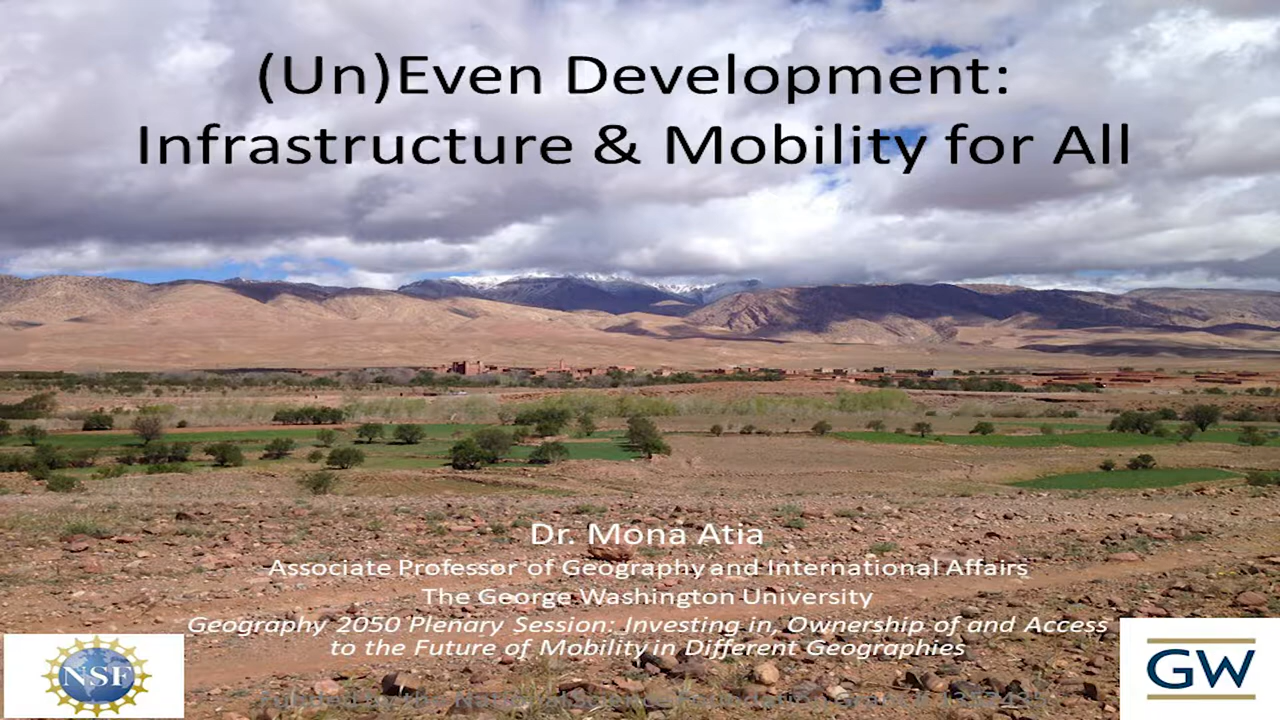 (Un)Even Development:
Infrastructure & Mobility for All
Dr. Mona Atia
Associate Professor of Geography and International Affairs
The George Washington University
Geography 2050 Plenary Session: Investing in, Ownership of and Access
to the Future of Mobility in Different Geographies
NSF
GW